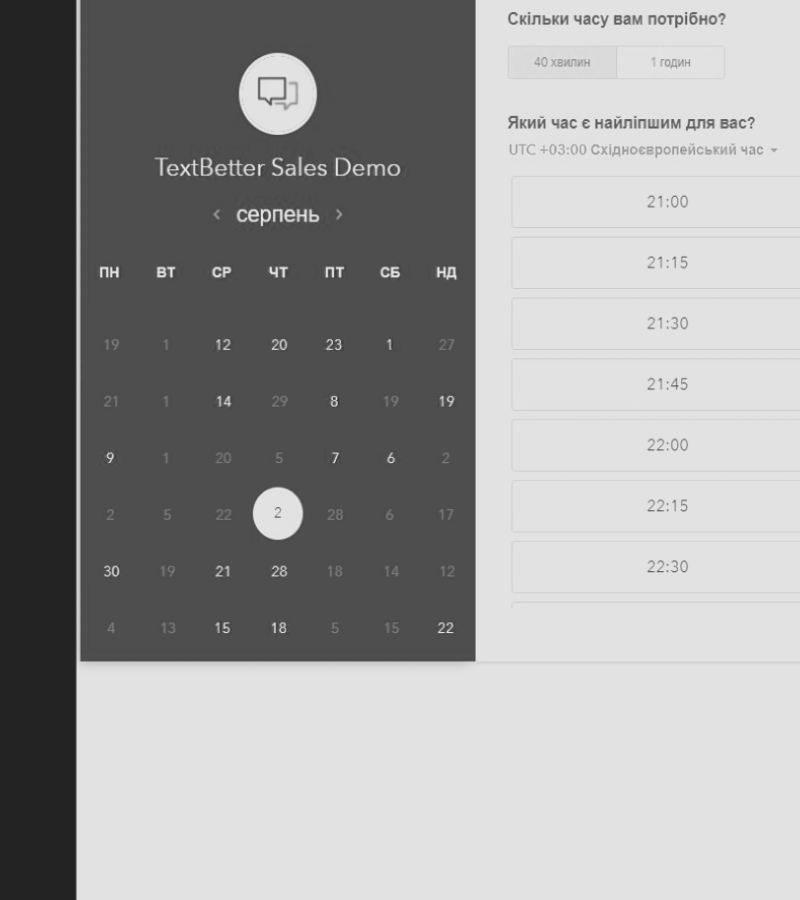 TextBetter Sales Demo
серпень
ПН ВТ СР ЧТ ПТ СБ НД
19 1 12 20 23 1 27
21 1 14 29 8 19 19
9 1 20 5 7 6 2
2 5 22 2 28 6 17
30 19 21 28 18 14 12
4 13 15 18 5 15 22
Скільки часу вам потрібно?
40 хвилин 1 годин
Який час є найліпшим для вас?
UTC +03:00 Східноєвропейський час
21:00
21:15
21:30
21:45
22:00
22:15
22:30